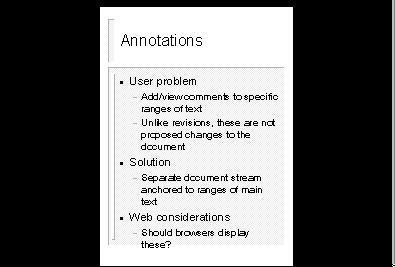 Annotations
• User problem
– Add/view comments to specific
ranges of text
– Unlike revisions, these are not
proposed changes to the
document
• Solution
– Separate document stream
anchored to ranges of main
text
• Web considerations
– Should browsers display
these?